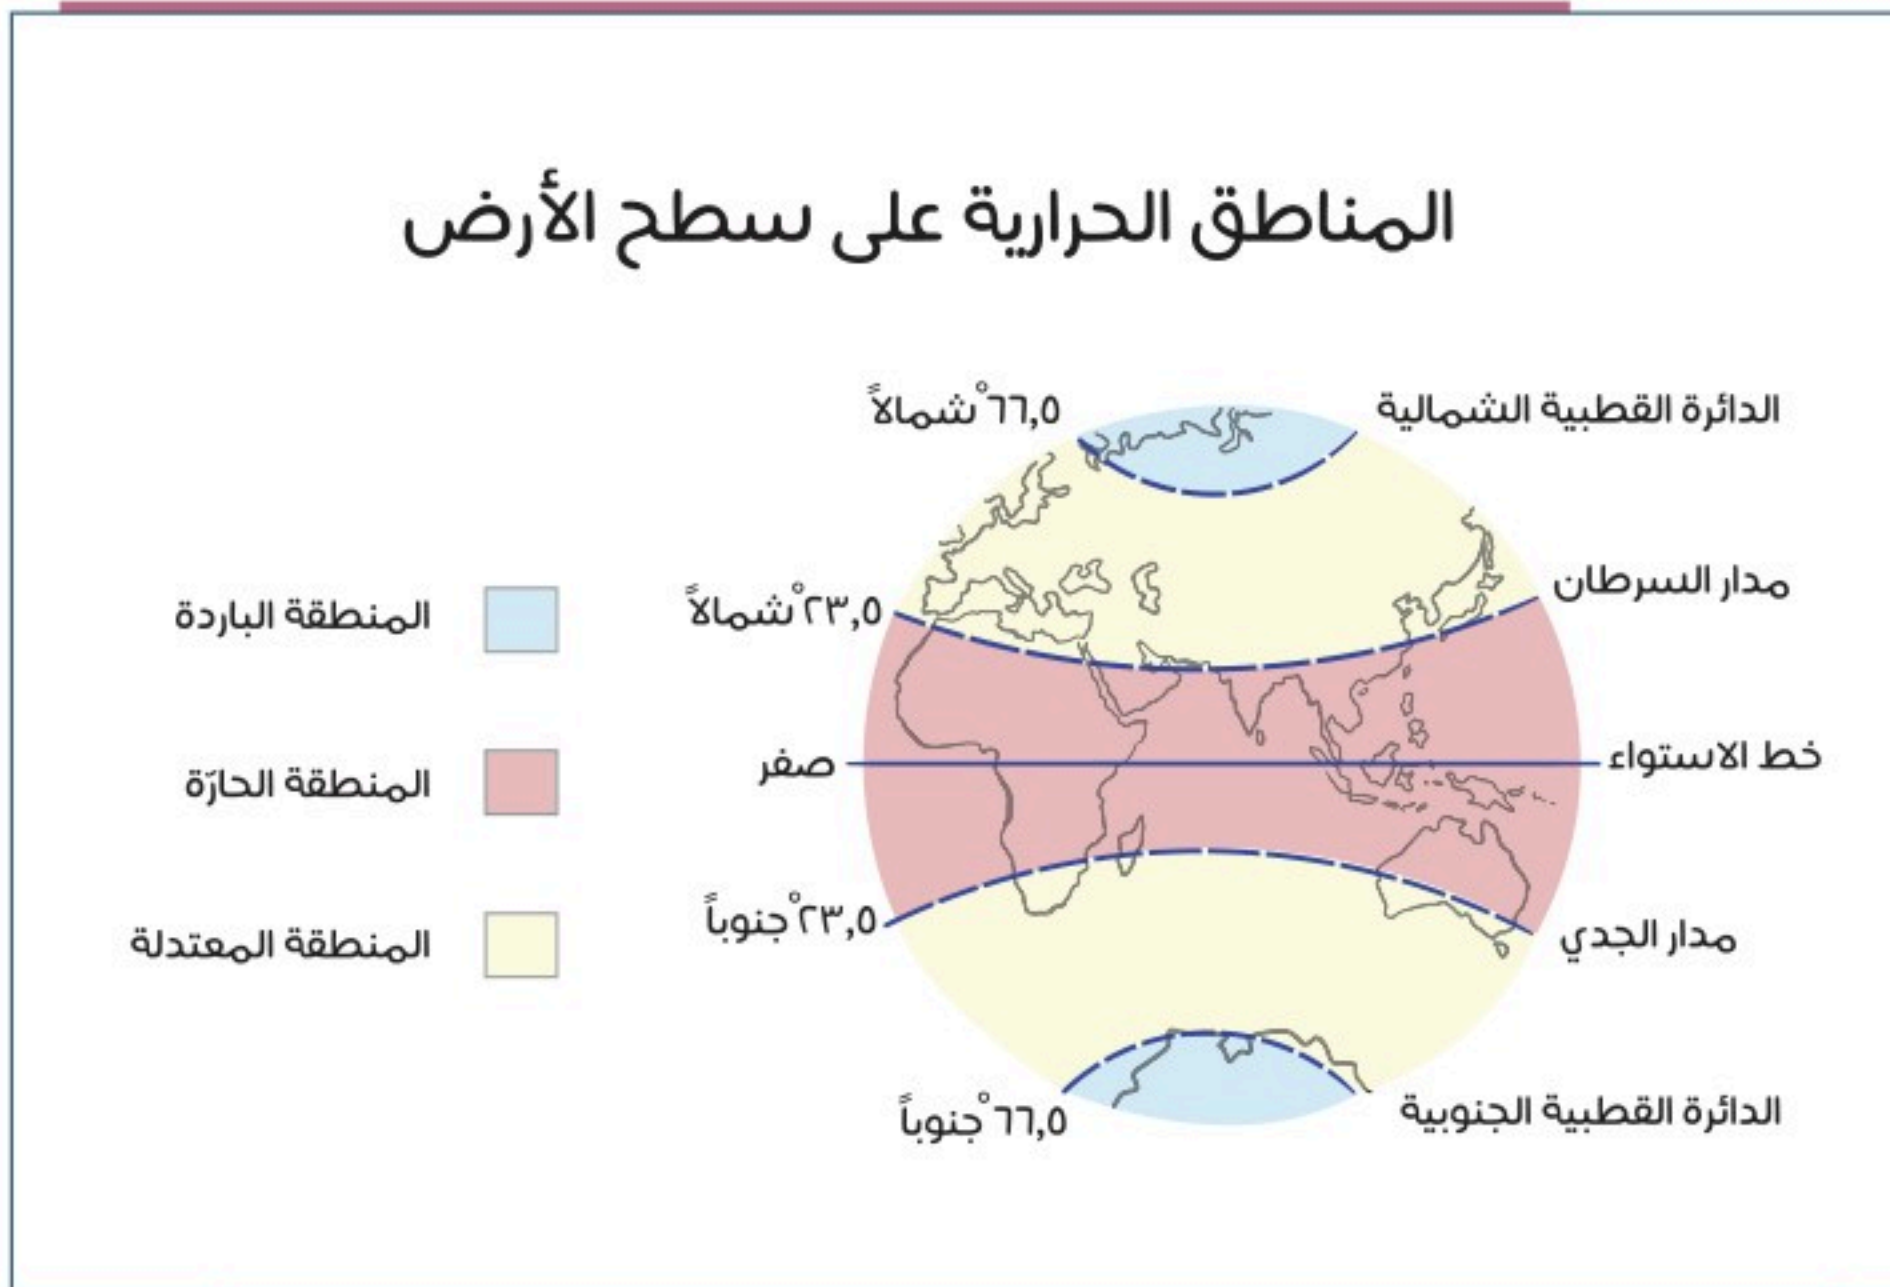 المناطق الحرارية على سطح الأرض
الدائرة القطبية الشمالية
٦٦,٥ ْشمالاً
مدار السرطان
٢٣,٥ ْشمالاً
خط الاستواء
صفر
مدار الجدي
٢٣,٥ ْجنوباً
الدائرة القطبية الجنوبية
٦٦,٥ ْجنوباً
المنطقة الباردة
المنطقة الحارّة
المنطقة المعتدلة